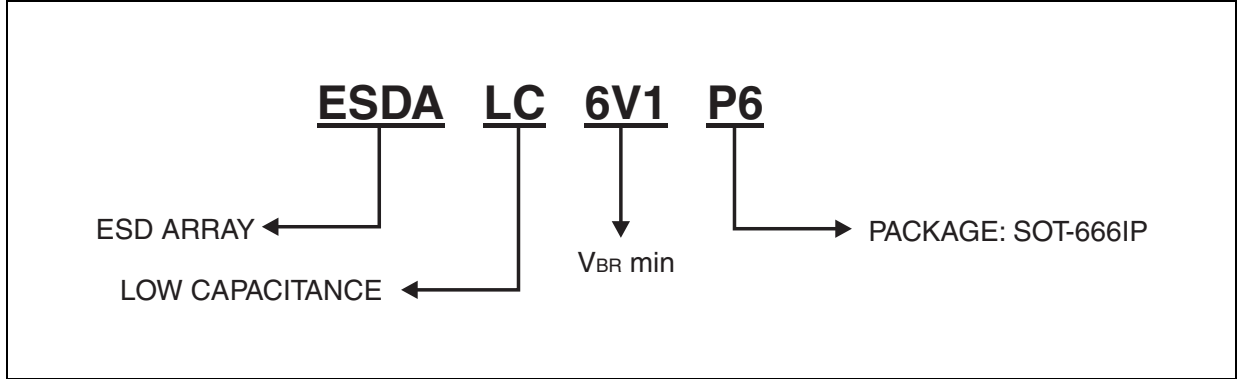 ESDA LC 6V1 P6
ESD ARRAY
PACKAGE: SOT-666IP
VBR min
LOW CAPACITANCE